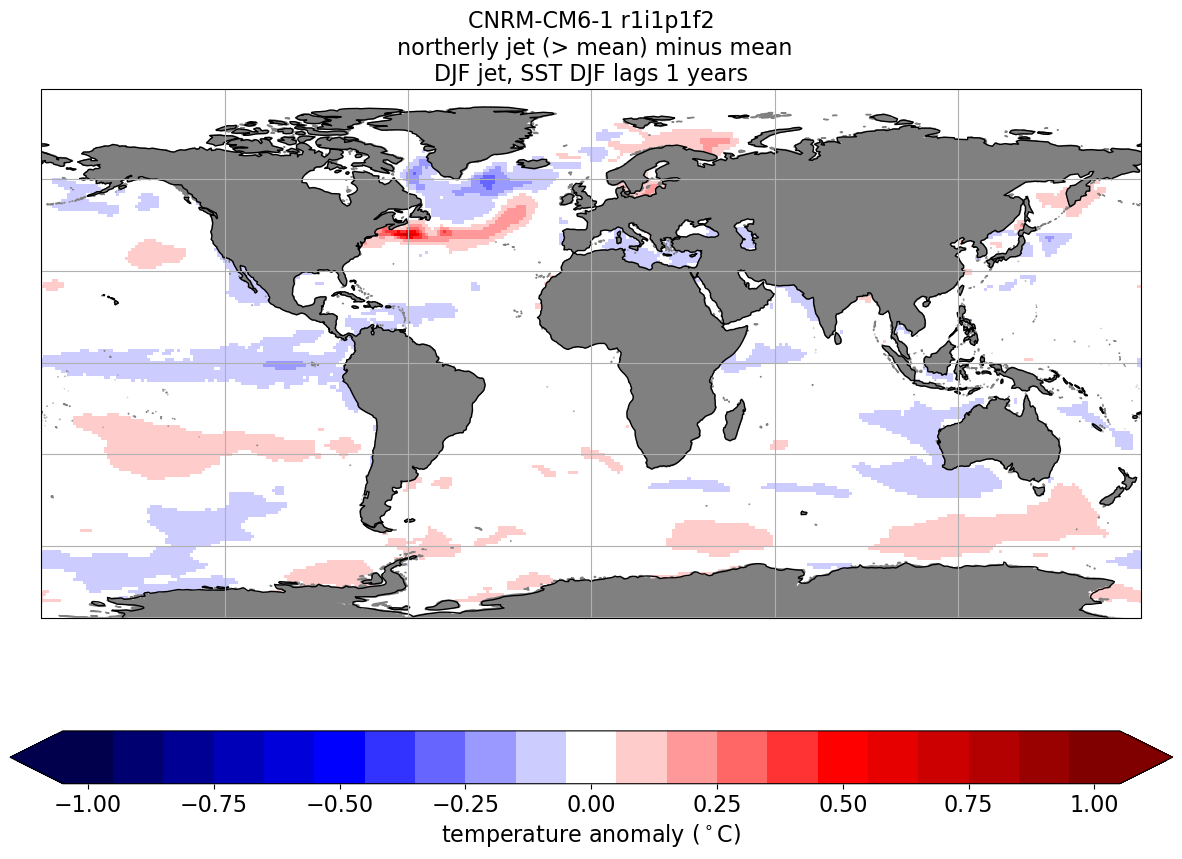 CNRM-CM6-1 r1i1p1f2
northerly jet (> mean) minus mean
DJF jet, SST DJF lags 1 years
−1.00 −0.75 −0.50 −0.25 0.00 0.25 0.50 0.75 1.00
temperature anomaly (°C)